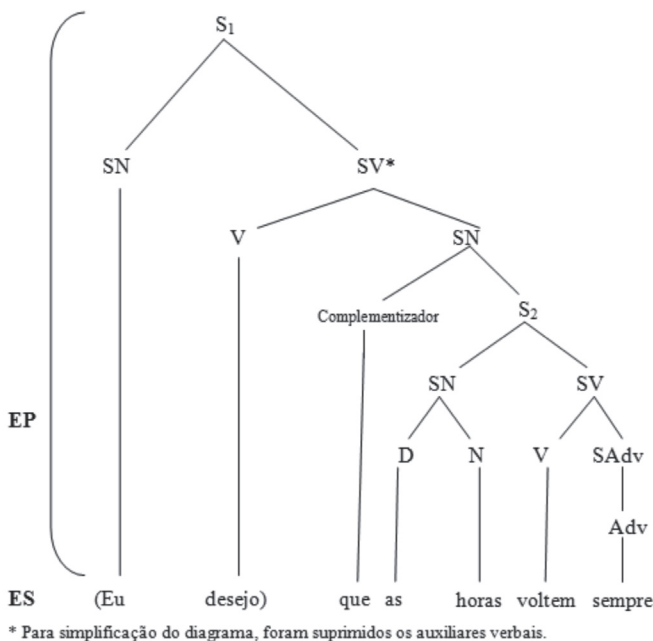 S1
SN SV*
V SN
Complementizador S2
SN SV
EP
D N V SAdv
Adv
ES (Eu desejo) que as horas voltem sempre
* Para simplificação do diagrama, foram suprimidos os auxiliares verbais.